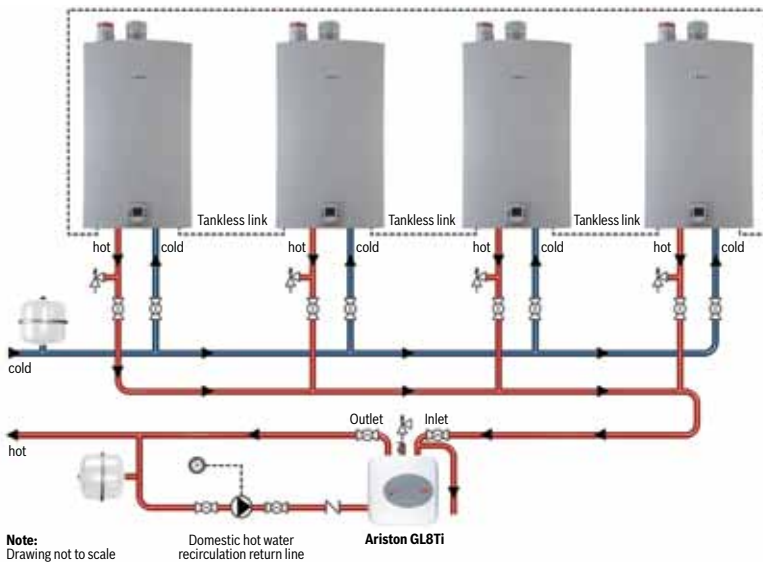 Tankless link
Tankless link
Tankless link
hot
cold
hot
cold
hot
cold
hot
cold
cold
Outlet
Inlet
hot
Note:
Drawing not to scale
Domestic hot water
recirculation return line
Ariston GL8Ti